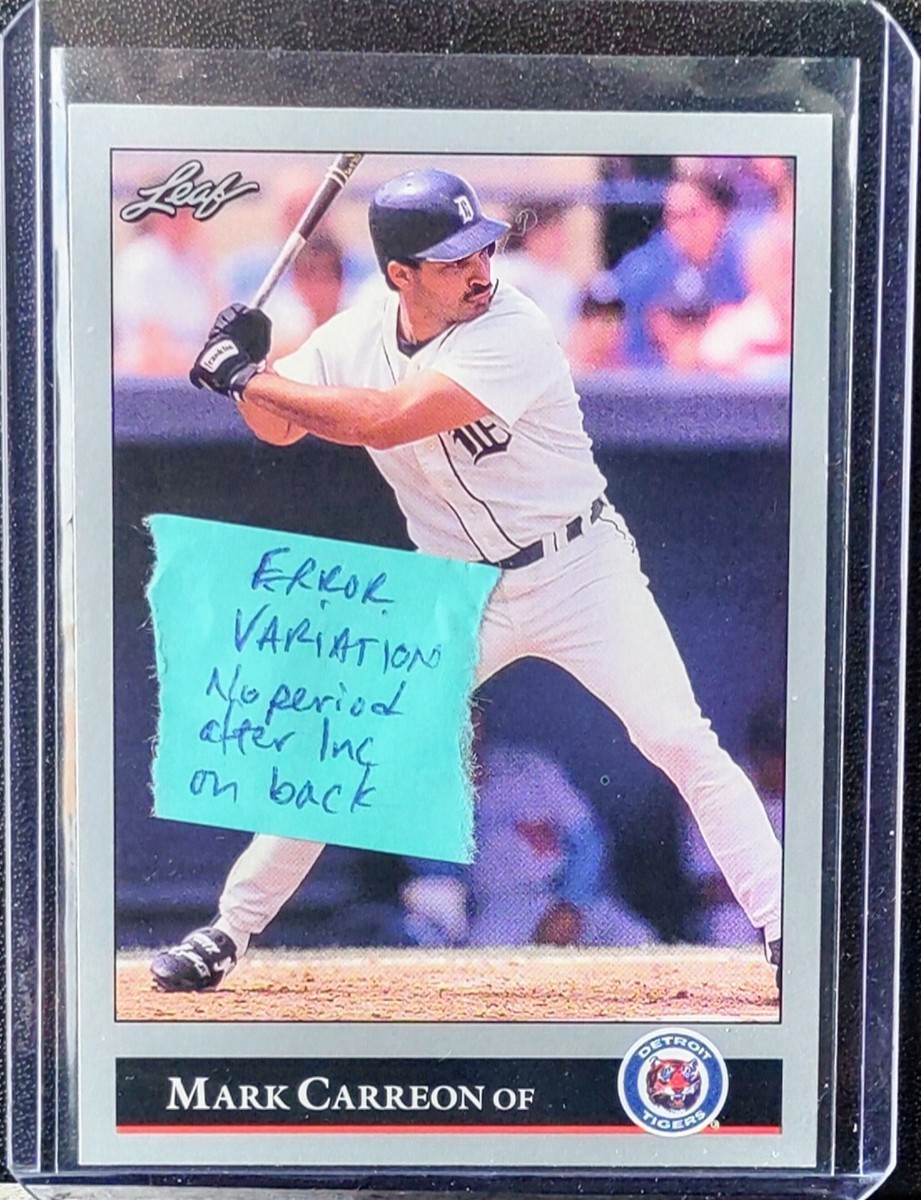 Leaf
D
Franklin
D
ERROR
VARIATION
No period
after Inc
on back
MARK CARREON OF
DETROIT
TIGERS